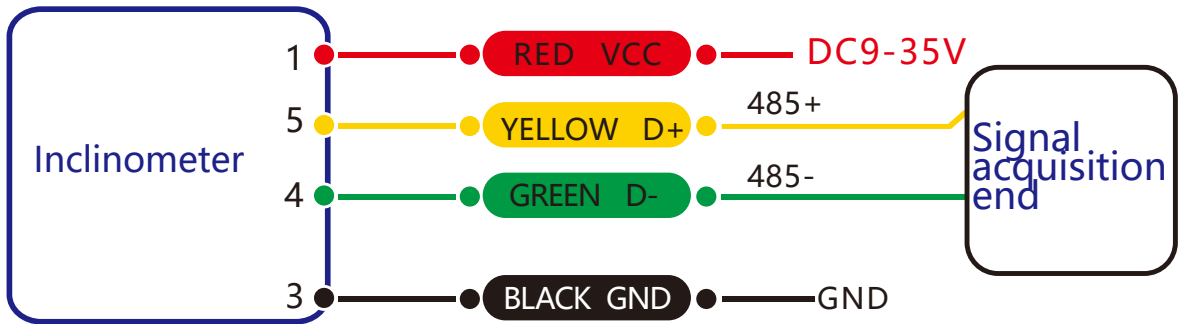 1 RED VCC DC9-35V
5 YELLOW D+ 485+
Inclinometer
4 GREEN D- 485-
3 BLACK GND GND
Signal
acquisition
end